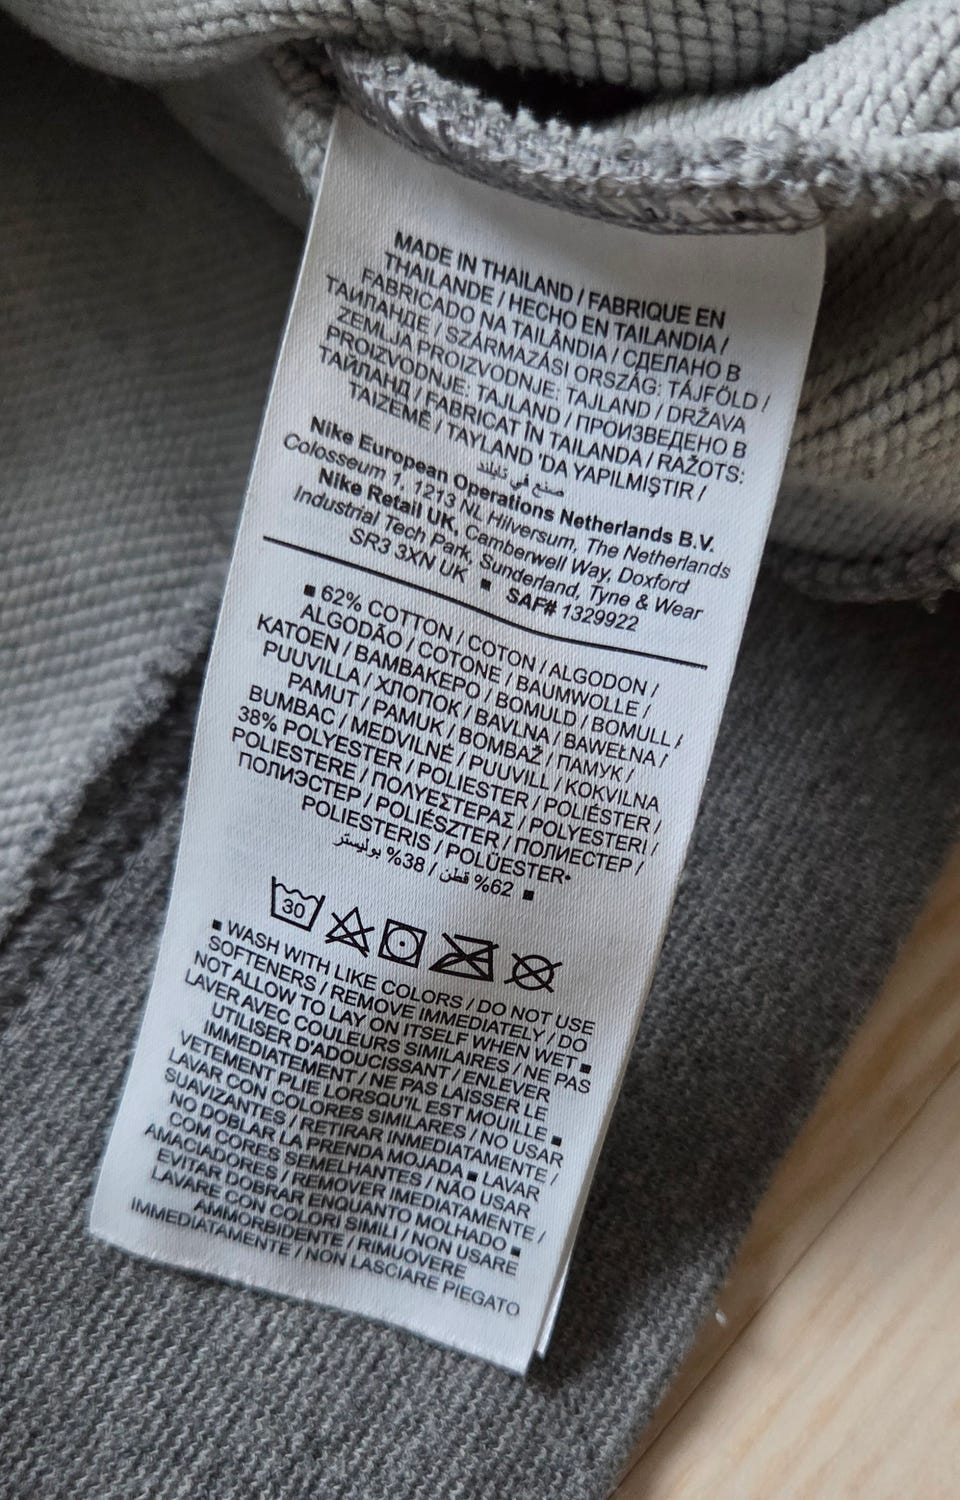 MADE IN THAILAND / FABRIQUE EN
THAILANDE / HECHO EN TAILANDIA /
FABRICADO NA TAILÂNDIA / СДЕЛАНО В
ТАЙЛАНДЕ / SZÁRMAZÁSI ORSZÁG: TÁJFÖLD /
ZEMLJA PROIZVODNJE: TAJLAND / DRŽAVA
PROIZVODNJE: TAJLAND / ПРОИЗВЕДЕНО В
ТАЙЛАНД / FABRICAT ÎN TAILANDA / RAŽOTS:
TAIZEMĒ / TAYLAND 'DA YAPILMIŞTIR /
صنع في تايلند
Nike European Operations Netherlands B.V.
Colosseum 1, 1213 NL Hilversum, The Netherlands
Nike Retail UK, Camberwell Way, Doxford
Industrial Tech Park, Sunderland, Tyne & Wear
SR3 3XN UK ■ SAF# 1329922
■ 62% COTTON / COTON / ALGODON /
ALGODÃO / COTONE / BAUMWOLLE /
KATOEN / ΒΑΜΒΑΚΕΡΟ / BOMULD / BOMULL /
PUUVILLA / ХЛОПОК / BAVLNA / BAWEŁNA /
PAMUT / PAMUK / BOMBAŽ / ПАМУК /
BUMBAC / MEDVILNĖ / PUUVILL / KOKVILNA
38% POLYESTER / POLIESTER / POLIÉSTER /
POLIESTERE / ΠΟΛΥΕΣΤΕΡΑΣ / POLYESTERI /
ПОЛИЭСТЕР / POLIÉSZTER / ПОЛИЕСТЕР /
POLIESTERIS / POLÜESTER
62% قطن / 38% بوليستر ■
30
■ WASH WITH LIKE COLORS / DO NOT USE
SOFTENERS / REMOVE IMMEDIATELY / DO
NOT ALLOW TO LAY ON ITSELF WHEN WET ■
LAVER AVEC COULEURS SIMILAIRES / NE PAS
UTILISER D'ADOUCISSANT / ENLEVER
IMMEDIATEMENT / NE PAS LAISSER LE
VETEMENT PLIE LORSQU'IL EST MOUILLE ■
LAVAR CON COLORES SIMILARES / NO USAR
SUAVIZANTES / RETIRAR INMEDIATAMENTE /
NO DOBLAR LA PRENDA MOJADA ■ LAVAR
COM CORES SEMELHANTES / NÃO USAR
AMACIADORES / REMOVER IMEDIATAMENTE /
EVITAR DOBRAR ENQUANTO MOLHADO ■
LAVARE CON COLORI SIMILI / NON USARE
AMMORBIDENTE / RIMUOVERE
IMMEDIATAMENTE / NON LASCIARE PIEGATO